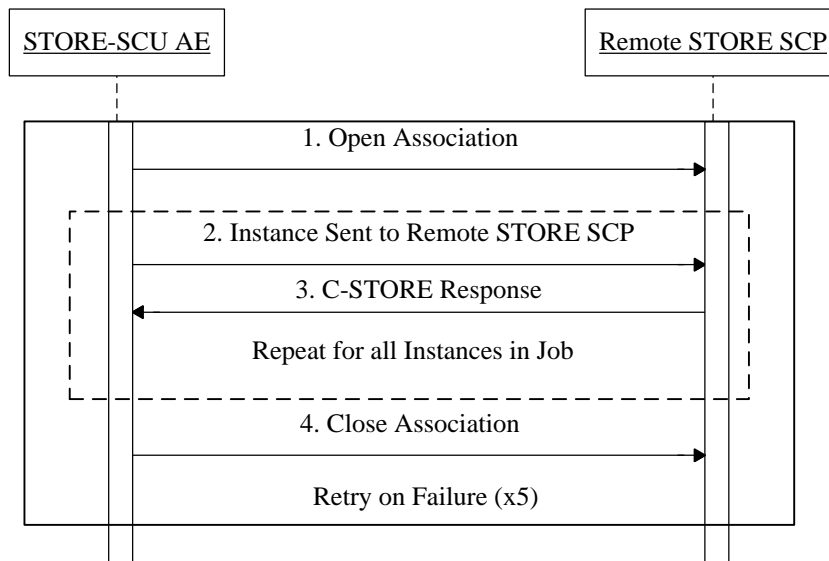 STORE-SCU AE
Remote STORE SCP
1. Open Association
2. Instance Sent to Remote STORE SCP
3. C-STORE Response
Repeat for all Instances in Job
4. Close Association
Retry on Failure (x5)